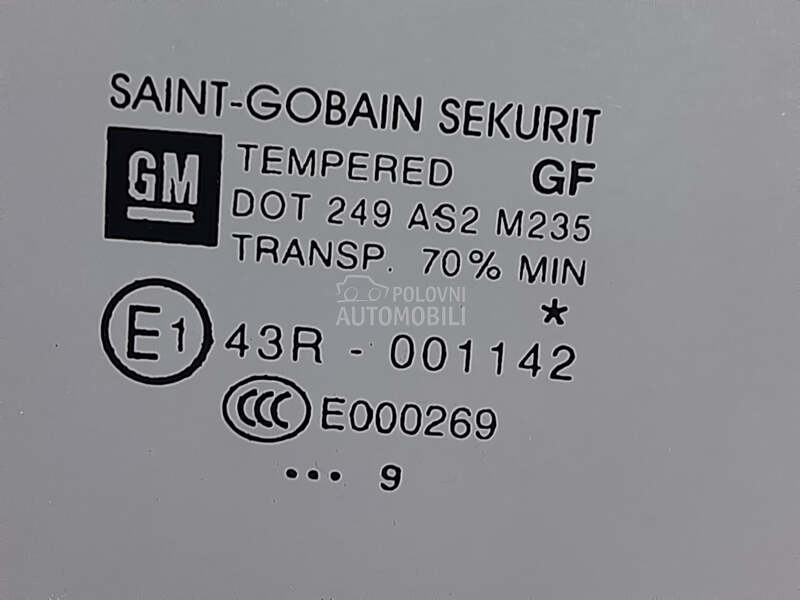 SAINT-GOBAIN SEKURIT
GM
TEMPERED GF
DOT 249 AS2 M235
TRANSP. 70% MIN
POLOVNI
AUTOMOBILI
*
E1 43R - 001142
CCC E000269
... 9